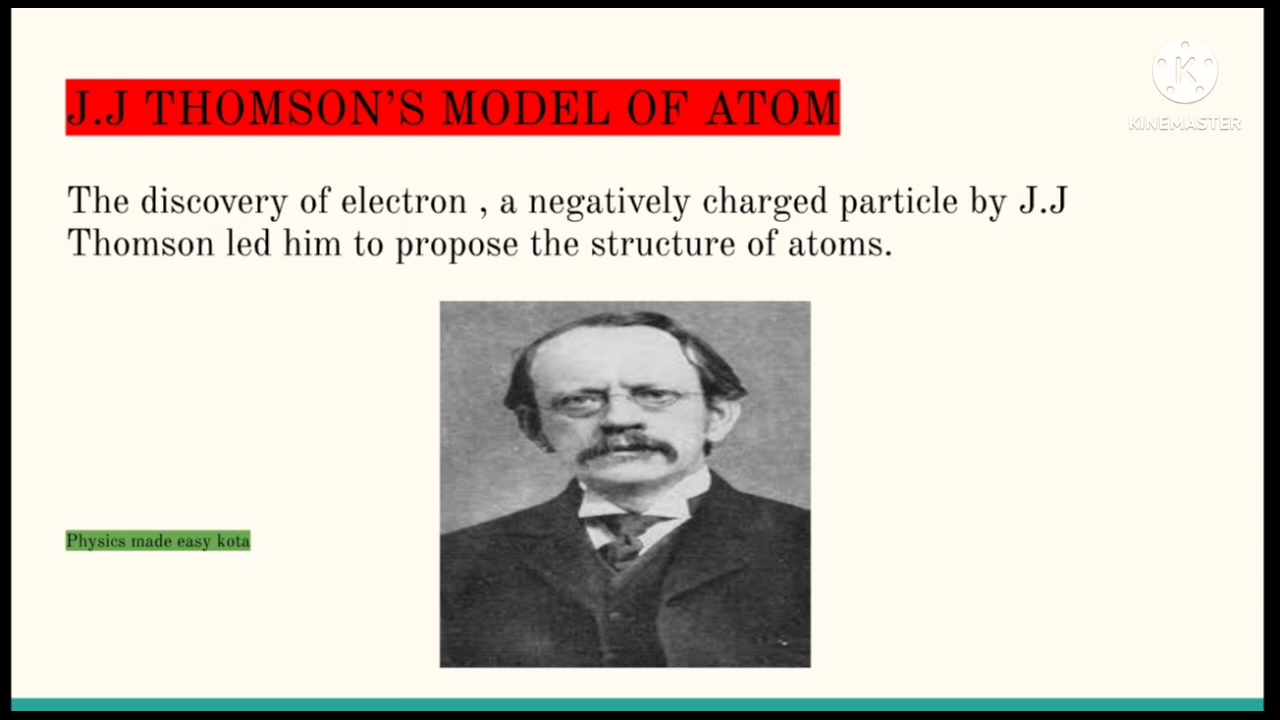 J.J THOMSON'S MODEL OF ATOM
KINEMASTER
The discovery of electron , a negatively charged particle by J.J
Thomson led him to propose the structure of atoms.
Physics made easy kota